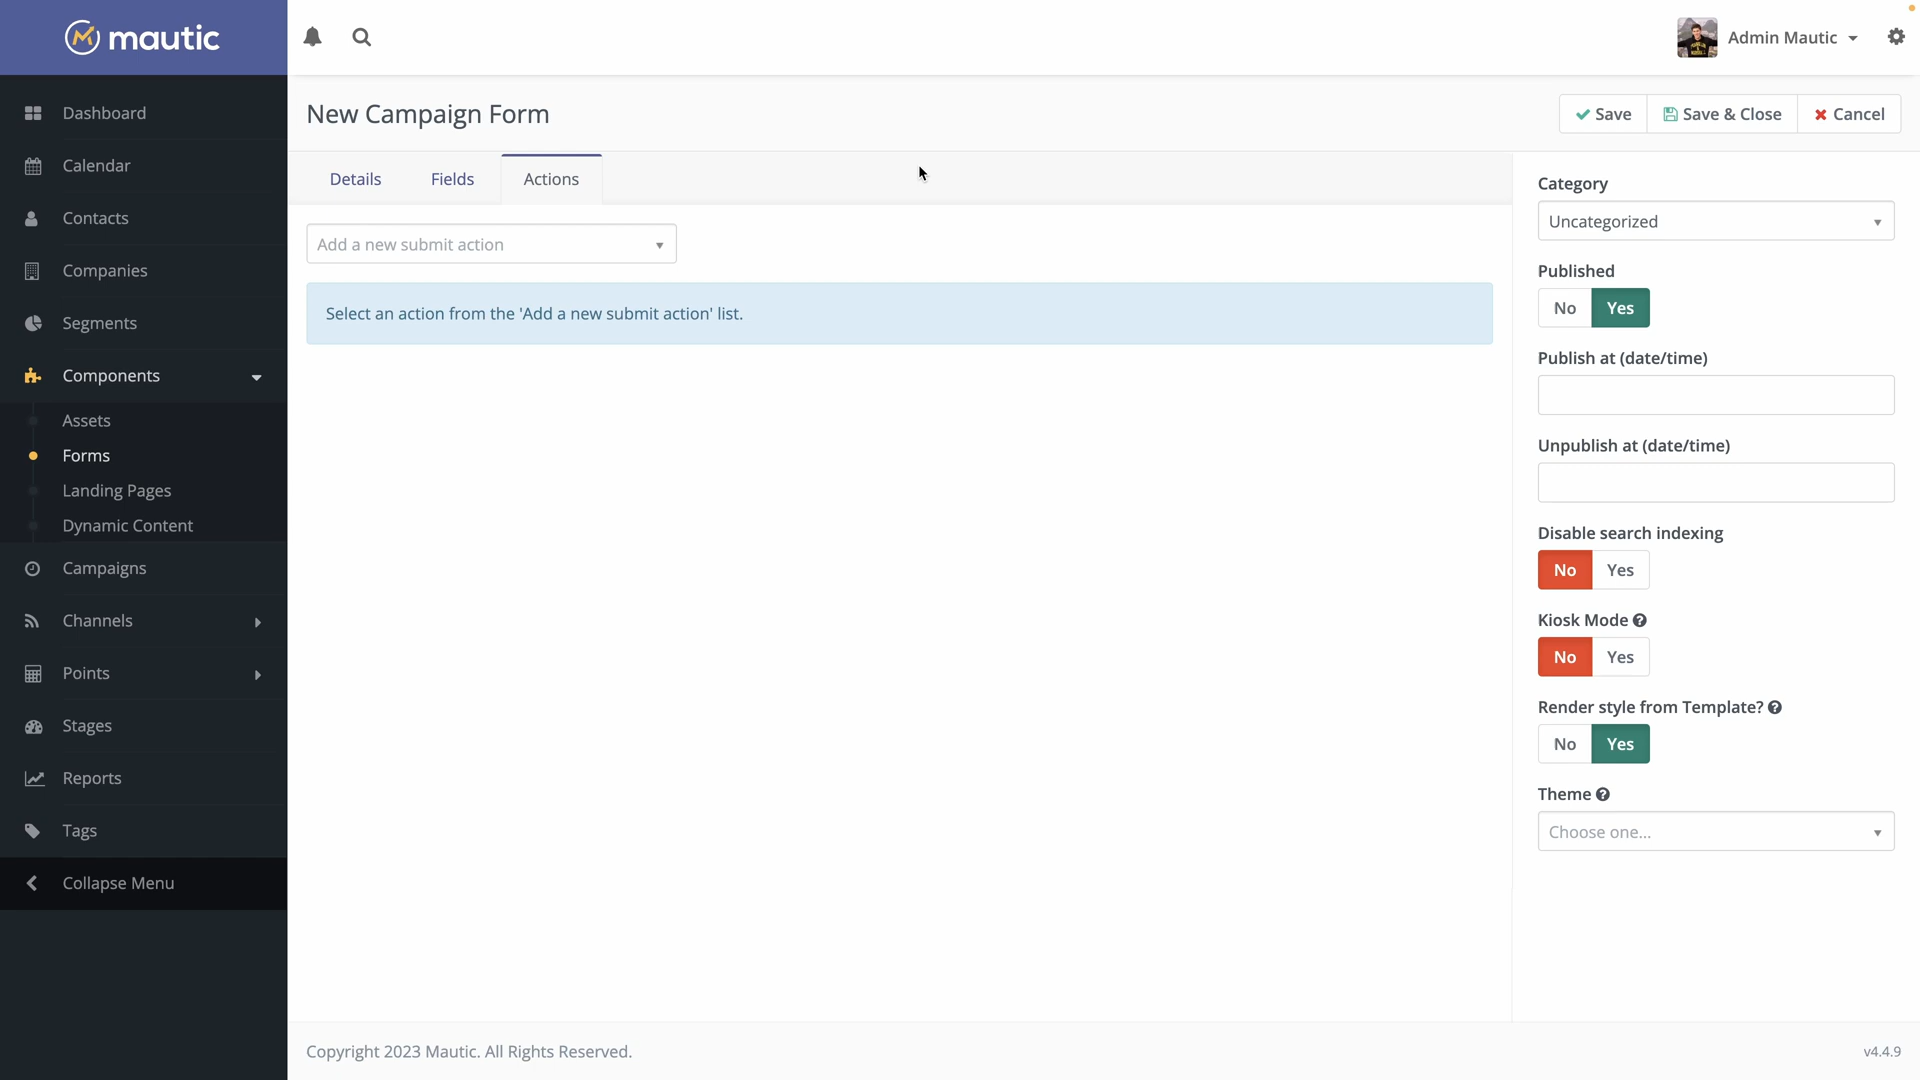 mautic
Admin Mautic
Dashboard
Calendar
Contacts
Companies
Segments
Components
Assets
Forms
Landing Pages
Dynamic Content
Campaigns
Channels
Points
Stages
Reports
Tags
Collapse Menu
New Campaign Form
Save
Save & Close
Cancel
Details
Fields
Actions
Add a new submit action
Select an action from the 'Add a new submit action' list.
Category
Uncategorized
Published
No Yes
Publish at (date/time)
Unpublish at (date/time)
Disable search indexing
No Yes
Kiosk Mode
No Yes
Render style from Template?
No Yes
Theme
Choose one...
Copyright 2023 Mautic. All Rights Reserved.
v4.4.9